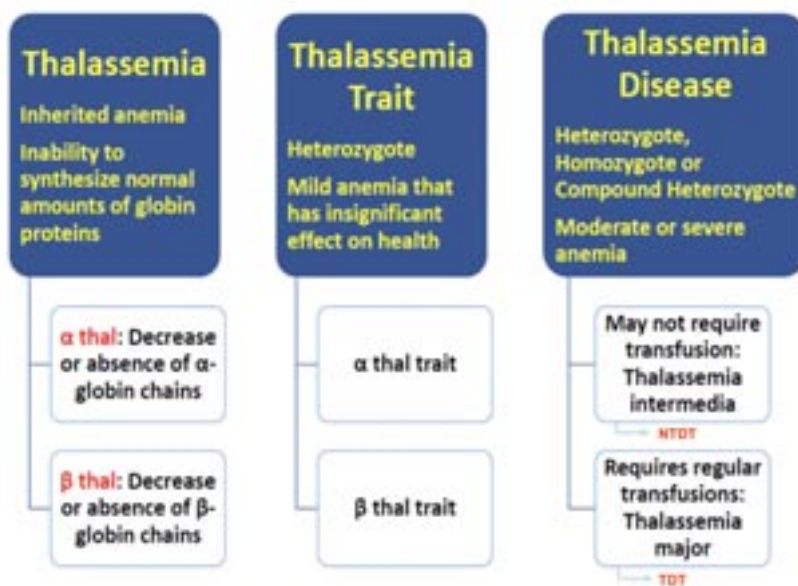 Thalassemia
Inherited anemia
Inability to
synthesize normal
amounts of globin
proteins
α thal: Decrease
or absence of α-
globin chains
β thal: Decrease
or absence of β-
globin chains
Thalassemia
Trait
Heterozygote
Mild anemia that
has insignificant
effect on health
α thal trait
β thal trait
Thalassemia
Disease
Heterozygote,
Homozygote or
Compound Heterozygote
Moderate or severe
anemia
May not require
transfusion:
Thalassemia
intermedia
NTDT
Requires regular
transfusions:
Thalassemia
major
TDT